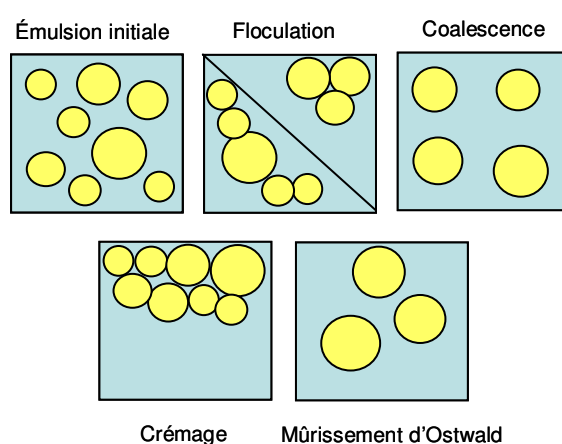 Émulsion initiale
Floculation
Coalescence
Crémage
Mûrissement d'Ostwald